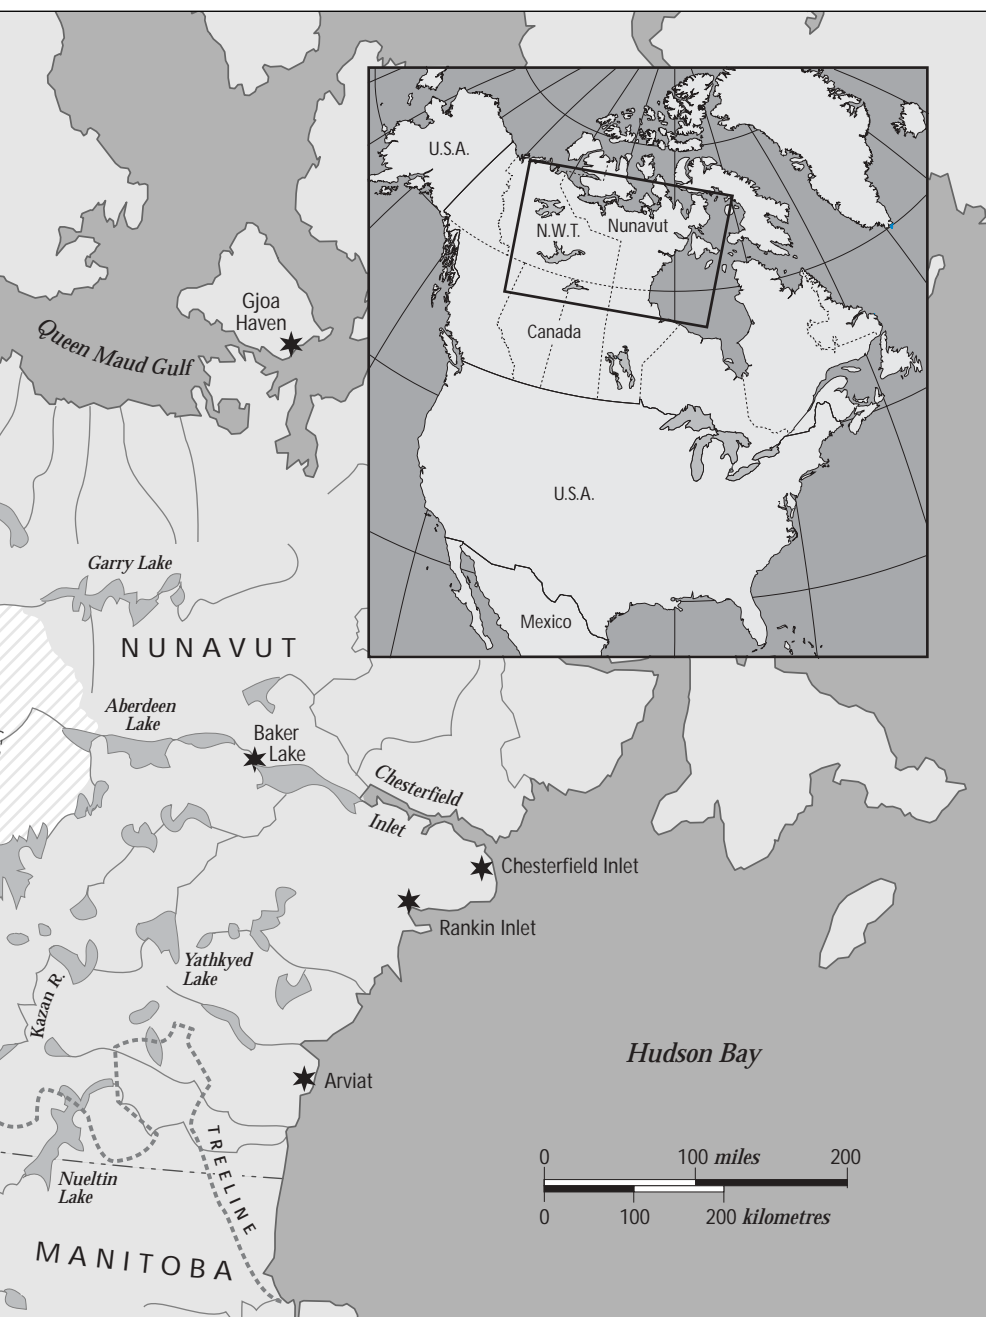 U.S.A.
N.W.T.
Nunavut
Canada
U.S.A.
Mexico
Gjoa
Haven
Queen Maud Gulf
Garry Lake
NUNAVUT
Aberdeen
Lake
Baker
Lake
Chesterfield
Inlet
Chesterfield Inlet
Rankin Inlet
Yathkyed
Lake
Kazan R.
Hudson Bay
Arviat
TREELINE
Nueltin
Lake
MANITOBA
0 100 miles 200
0 100 200 kilometres